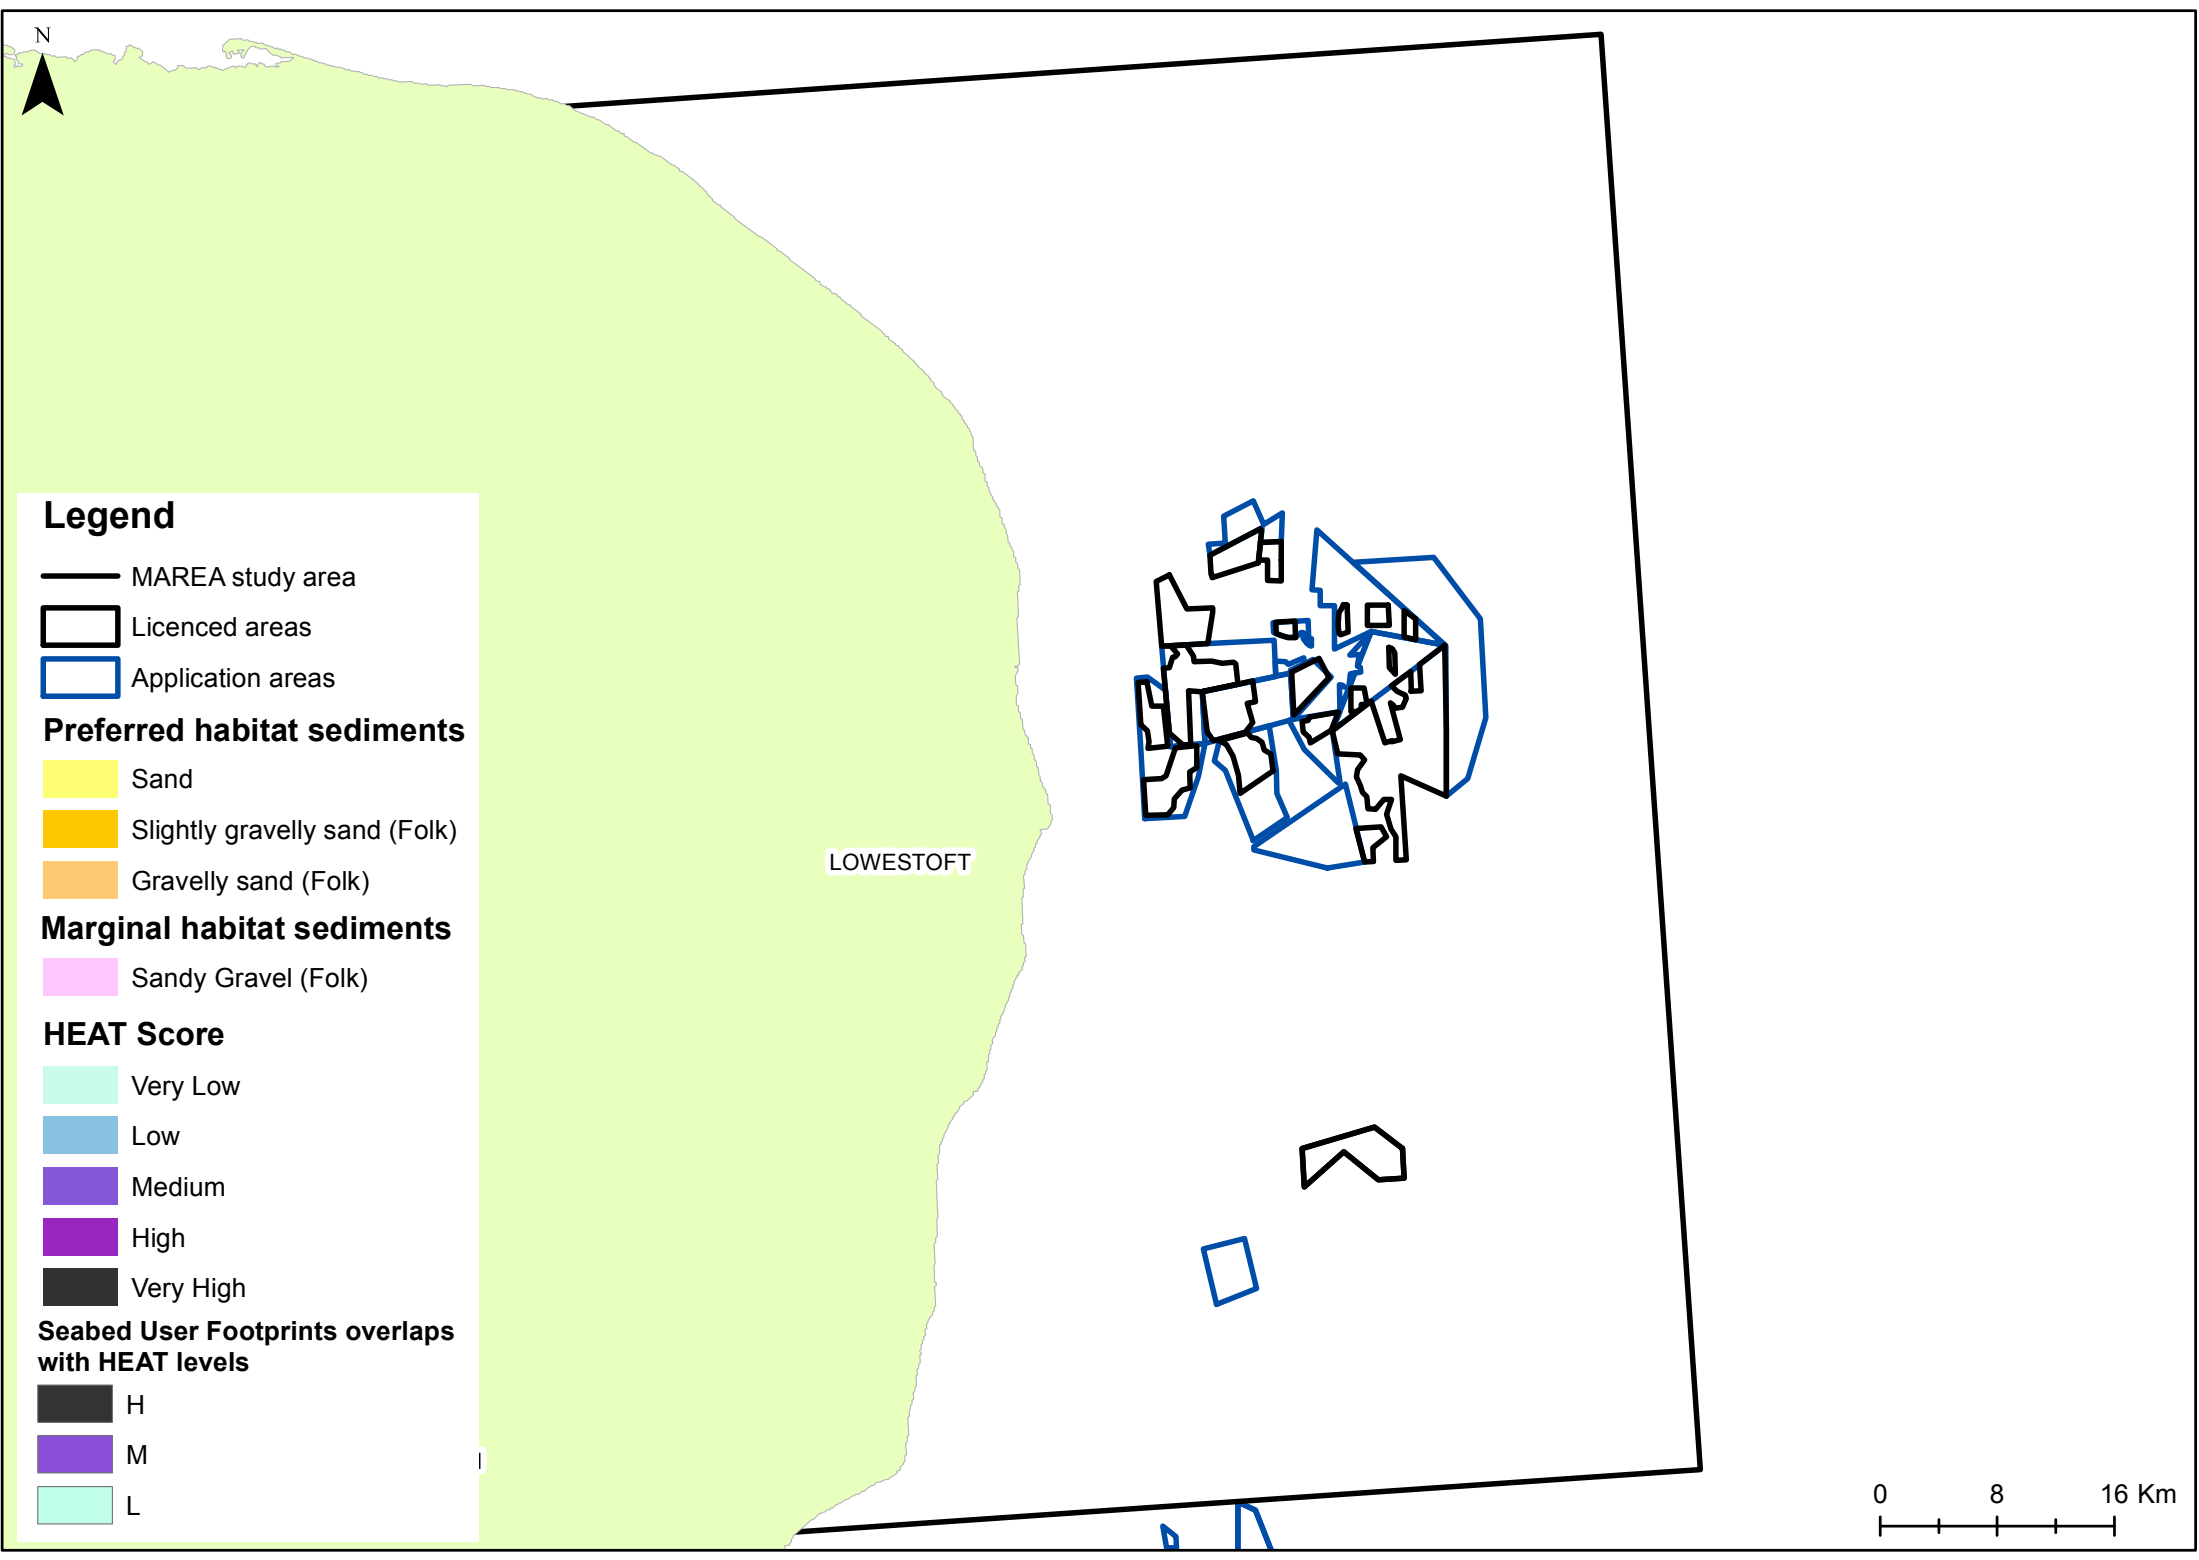 N
Legend
MAREA study area
Licenced areas
Application areas
Preferred habitat sediments
Sand
Slightly gravelly sand (Folk)
Gravelly sand (Folk)
Marginal habitat sediments
Sandy Gravel (Folk)
HEAT Score
Very Low
Low
Medium
High
Very High
Seabed User Footprints overlaps
with HEAT levels
H
M
L
LOWESTOFT
0 8 16 Km